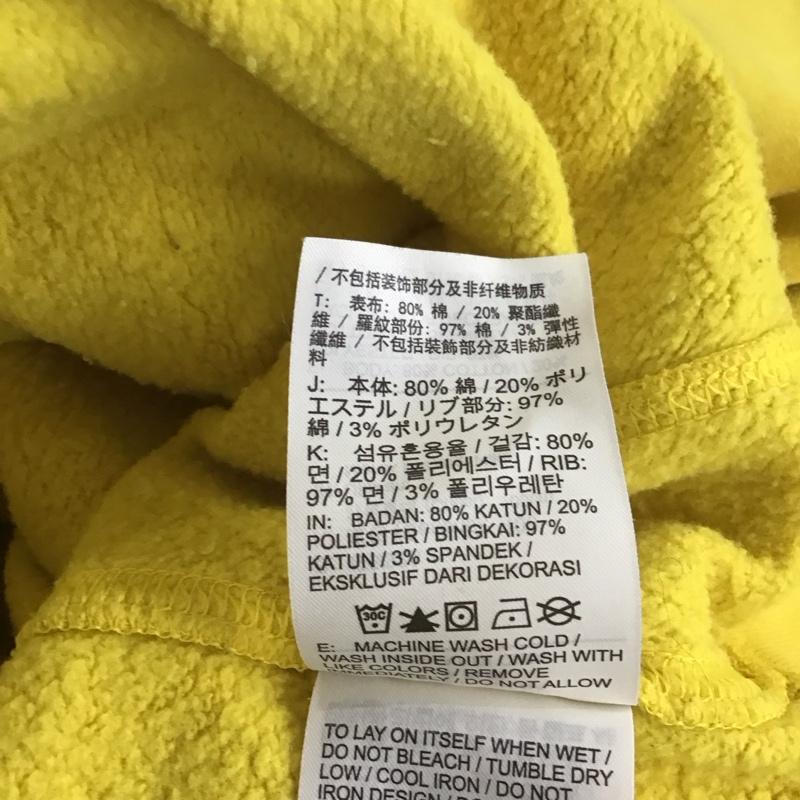 / 不包括装饰部分及非纤维物质
T: 表布: 80% 棉 / 20% 聚酯纖
維 / 羅紋部份: 97% 棉 / 3% 彈性
纖維 / 不包括裝飾部分及非紡織材
料
J: 本体: 80% 綿 / 20% ポリ
エステル / リブ部分: 97%
綿 / 3% ポリウレタン
K: 섬유혼용율 / 겉감: 80%
면 / 20% 폴리에스터 / RIB:
97% 면 / 3% 폴리우레탄
IN: BADAN: 80% KATUN / 20%
POLIESTER / BINGKAI: 97%
KATUN / 3% SPANDEK /
EKSKLUSIF DARI DEKORASI
30C
E: MACHINE WASH COLD /
WASH INSIDE OUT / WASH WITH
LIKE COLORS / REMOVE
IMMEDIATELY / DO NOT ALLOW
TO LAY ON ITSELF WHEN WET /
DO NOT BLEACH / TUMBLE DRY
LOW / COOL IRON / DO NOT
IRON DESIGN / DO NOT